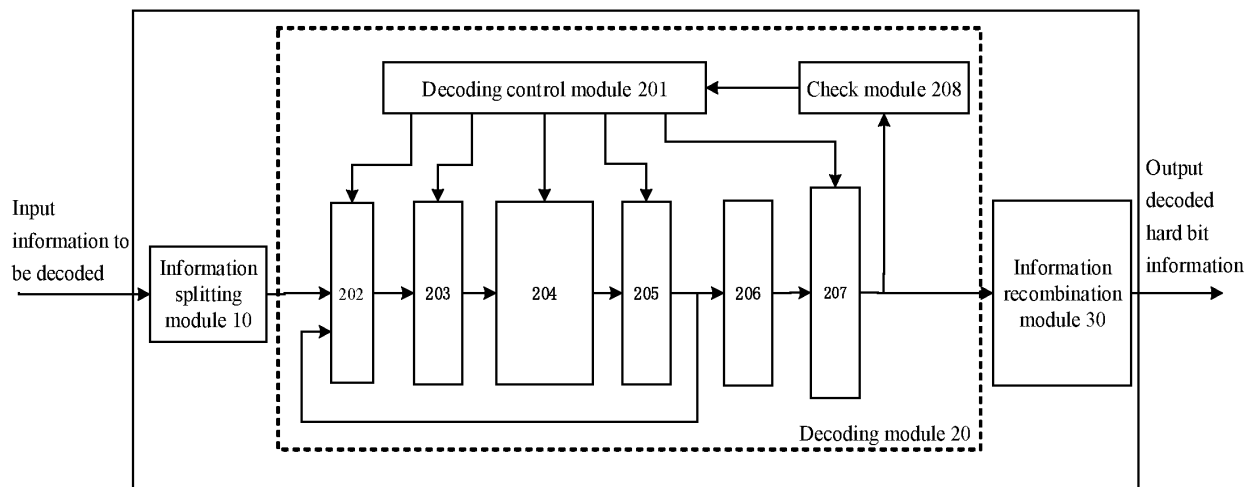 Decoding control module 201
Check module 208
Input
information to
be decoded
Information
splitting
module 10
202
203
204
205
206
207
Information
recombination
module 30
Output
decoded
hard bit
information
Decoding module 20